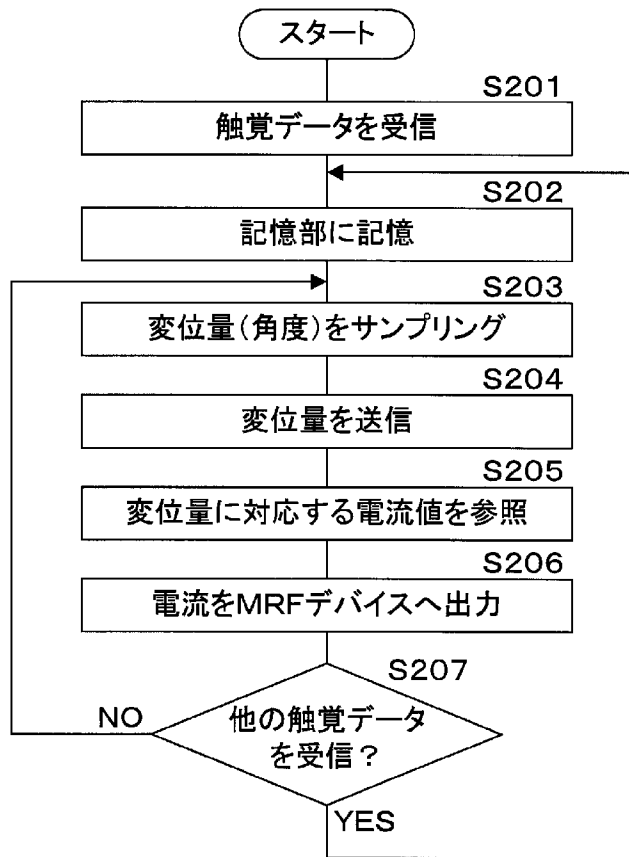 スタート
S201
触覚データを受信
S202
記憶部に記憶
S203
変位量(角度)をサンプリング
S204
変位量を送信
S205
変位量に対応する電流値を参照
S206
電流をMRFデバイスへ出力
S207
NO
他の触覚データ
を受信?
YES